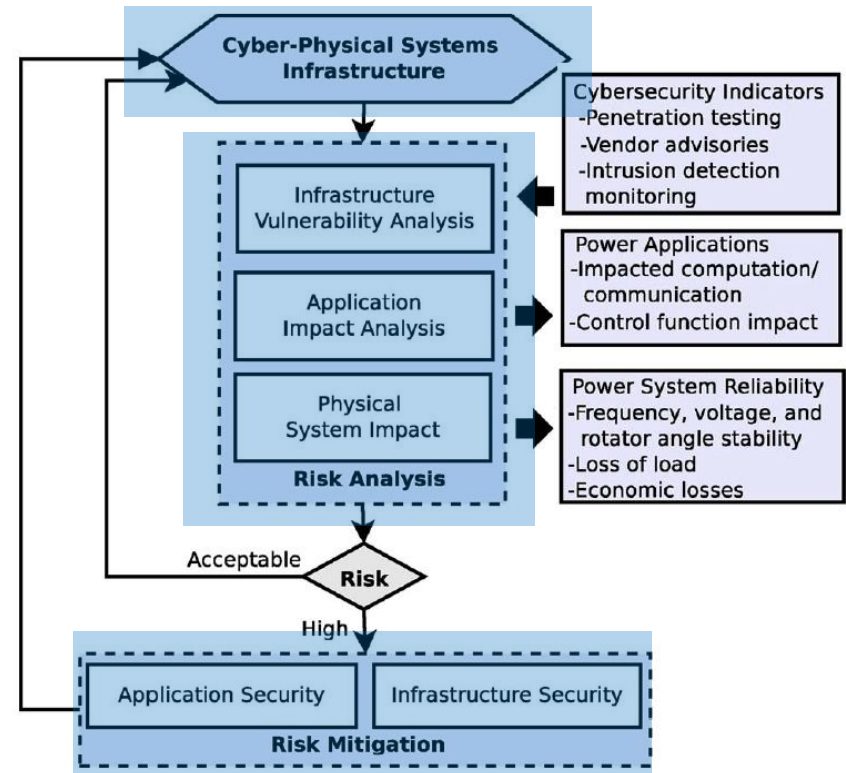 Cyber-Physical Systems
Infrastructure
Cybersecurity Indicators
-Penetration testing
-Vendor advisories
-Intrusion detection
monitoring
Infrastructure
Vulnerability Analysis
Power Applications
-Impacted computation/
communication
-Control function impact
Application
Impact Analysis
Physical
System Impact
Power System Reliability
-Frequency, voltage, and
rotator angle stability
-Loss of load
-Economic losses
Risk Analysis
Acceptable
Risk
High
Application Security
Infrastructure Security
Risk Mitigation